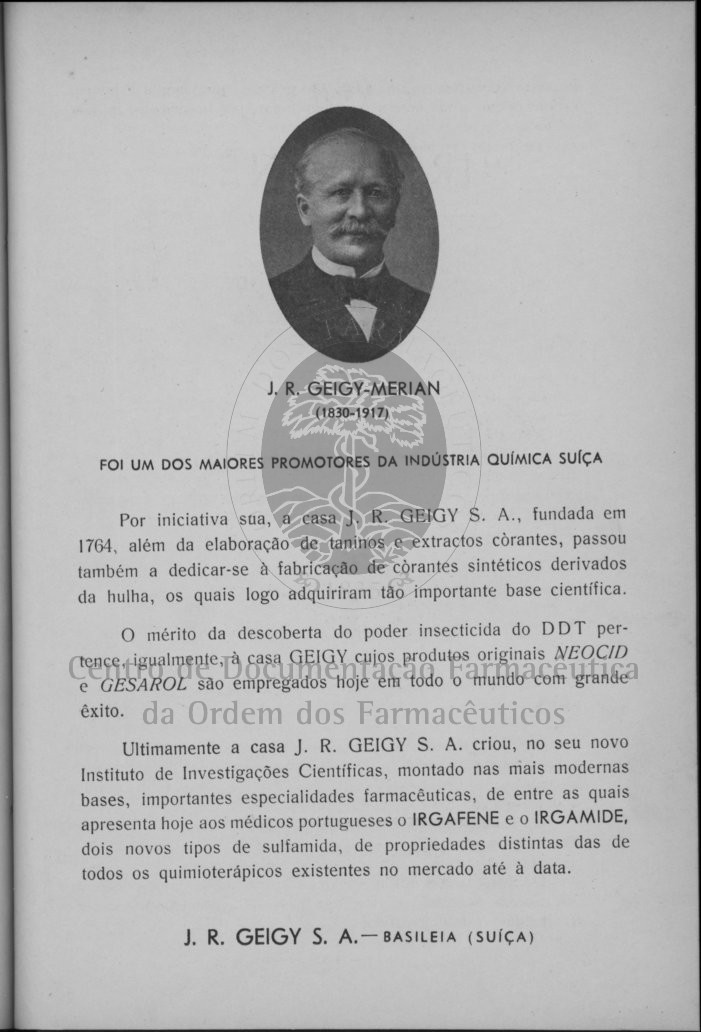 J. R. GEIGY-MERIAN
(1830-1917)
FOI UM DOS MAIORES PROMOTORES DA INDÚSTRIA QUÍMICA SUÍÇA
Por iniciativa sua, a casa J. R. GEIGY S. A., fundada em
1764, além da elaboração de taninos e extractos còrantes, passou
também a dedicar-se à fabricação de còrantes sintéticos derivados
da hulha, os quais logo adquiriram tão importante base científica.
O mérito da descoberta do poder insecticida do DDT per-
tence, igualmente, à casa GEIGY cujos produtos originais NEOCID
e GESAROL são empregados hoje em todo o mundo com grande
êxito.
Centro de Documentação Farmacêutica
da Ordem dos Farmacêuticos
Ultimamente a casa J. R. GEIGY S. A. criou, no seu novo
Instituto de Investigações Científicas, montado nas mais modernas
bases, importantes especialidades farmacêuticas, de entre as quais
apresenta hoje aos médicos portugueses o IRGAFENE e o IRGAMIDE,
dois novos tipos de sulfamida, de propriedades distintas das de
todos os quimioterápicos existentes no mercado até à data.
J. R. GEIGY S. A.—BASILEIA (SUÍÇA)